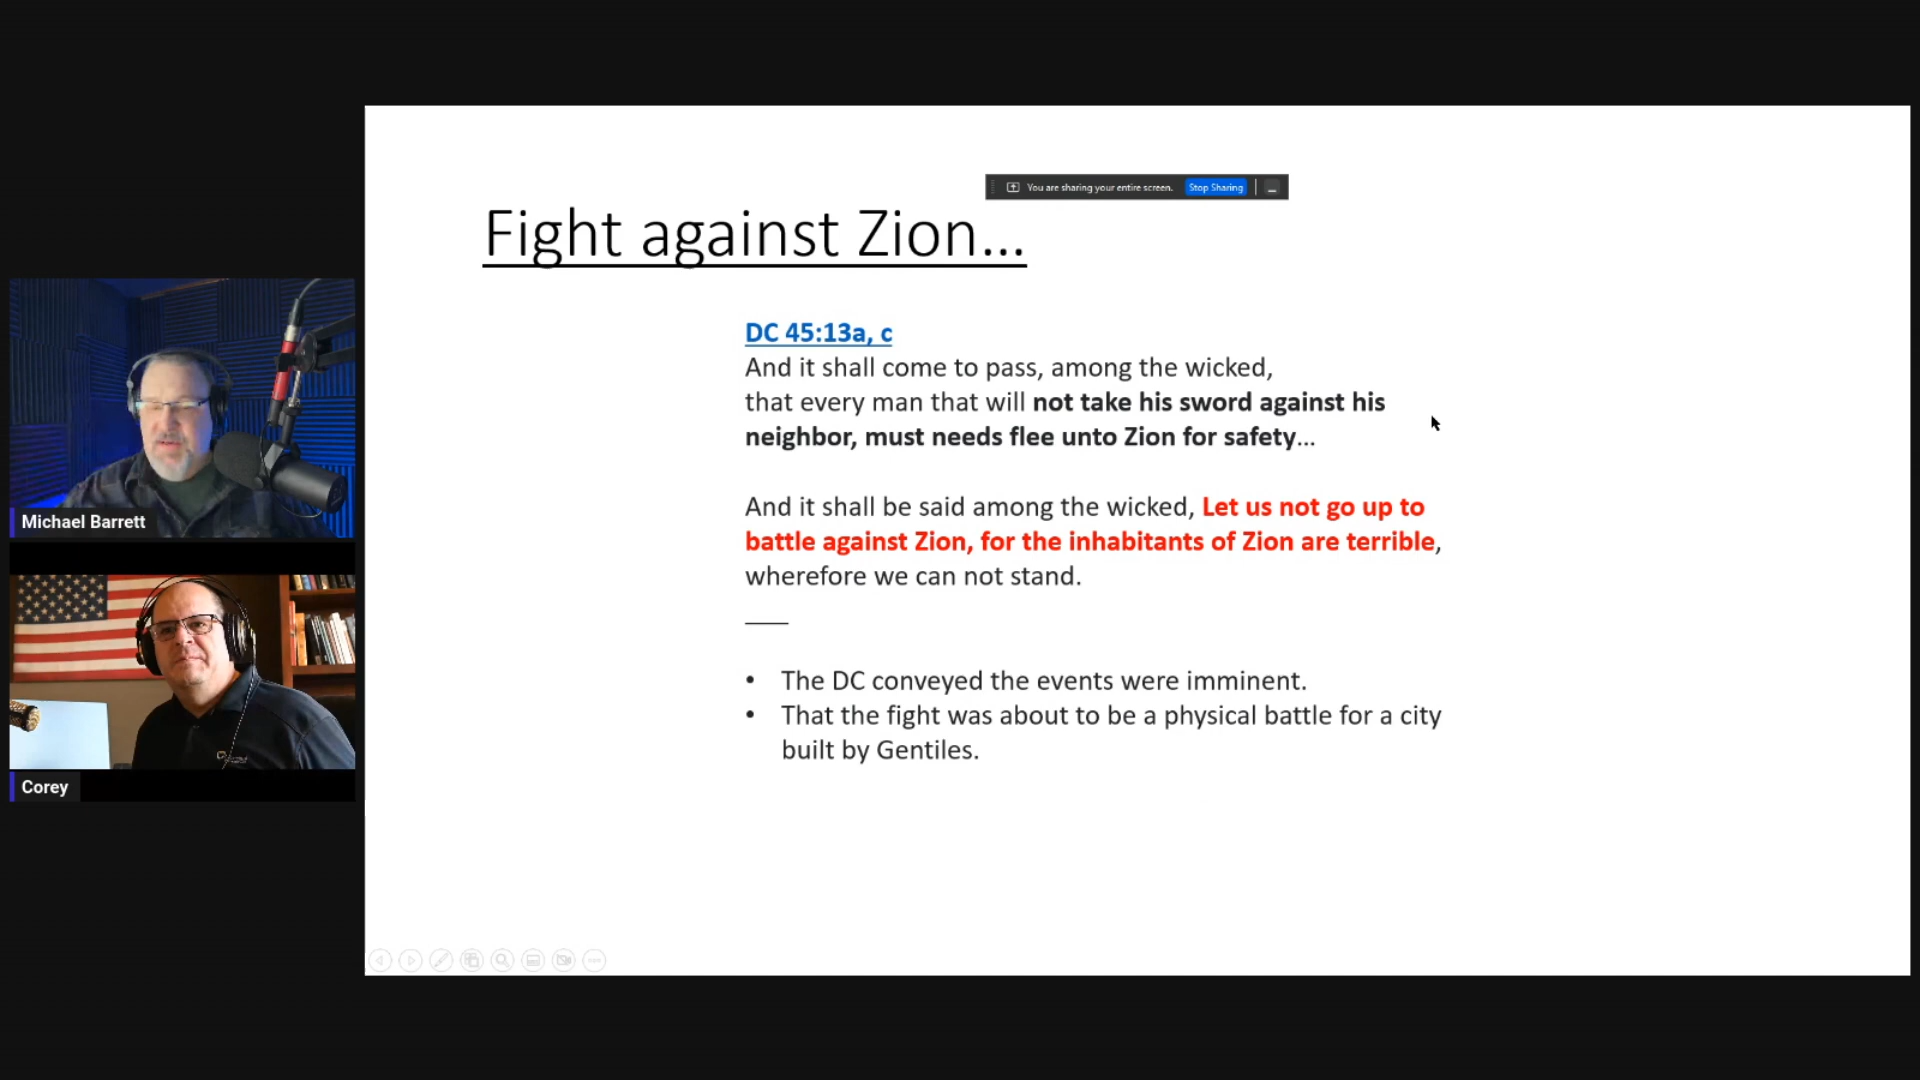 You are sharing your entire screen. Stop Sharing
Fight against Zion...
DC 45:13a, c
And it shall come to pass, among the wicked,
that every man that will not take his sword against his
neighbor, must needs flee unto Zion for safety...
And it shall be said among the wicked, Let us not go up to
battle against Zion, for the inhabitants of Zion are terrible,
wherefore we can not stand.
• The DC conveyed the events were imminent.
• That the fight was about to be a physical battle for a city
built by Gentiles.
Michael Barrett
Corey